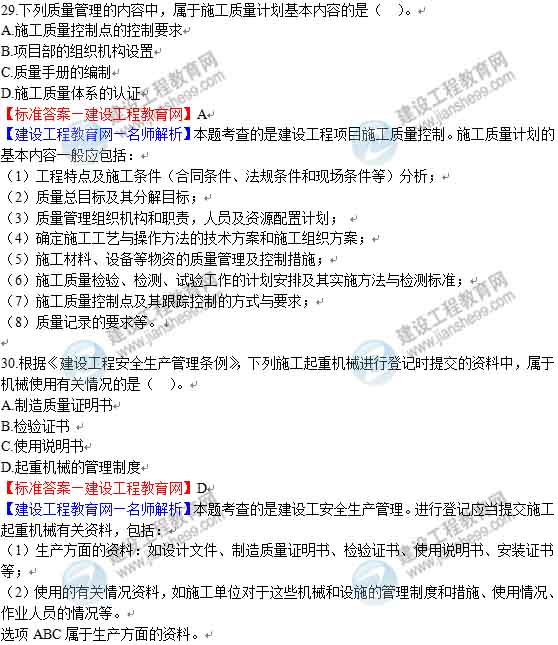 29.下列质量管理的内容中，属于施工质量计划基本内容的是（　）。
A.施工质量控制点的控制要求
B.项目部的组织机构设置
C.质量手册的编制
D.施工质量体系的认证
【标准答案—建设工程教育网】A
【建设工程教育网—名师解析】本题考查的是建设工程项目施工质量控制。施工质量计划的
基本内容一般应包括：
（1）工程特点及施工条件（合同条件、法规条件和现场条件等）分析；
（2）质量总目标及其分解目标；
（3）质量管理组织机构和职责，人员及资源配置计划；
（4）确定施工工艺与操作方法的技术方案和施工组织方案；
（5）施工材料、设备等物资的质量管理及控制措施；
（6）施工质量检验、检测、试验工作的计划安排及其实施方法与检测标准；
（7）施工质量控制点及其跟踪控制的方式与要求；
（8）质量记录的要求等。
30.根据《建设工程安全生产管理条例》，下列施工起重机械进行登记时提交的资料中，属于
机械使用有关情况的是（　）。
A.制造质量证明书
B.检验证书
C.使用说明书
D.起重机械的管理制度
【标准答案—建设工程教育网】D
【建设工程教育网—名师解析】本题考查的是建设工安全生产管理。进行登记应当提交施工
起重机械有关资料，包括：
（1）生产方面的资料：如设计文件、制造质量证明书、检验证书、使用说明书、安装证书
等；
（2）使用的有关情况资料，如施工单位对于这些机械和设施的管理制度和措施、使用情况、
作业人员的情况等。
选项 ABC 属于生产方面的资料。
建设工程教育网
www.jianshe99.com